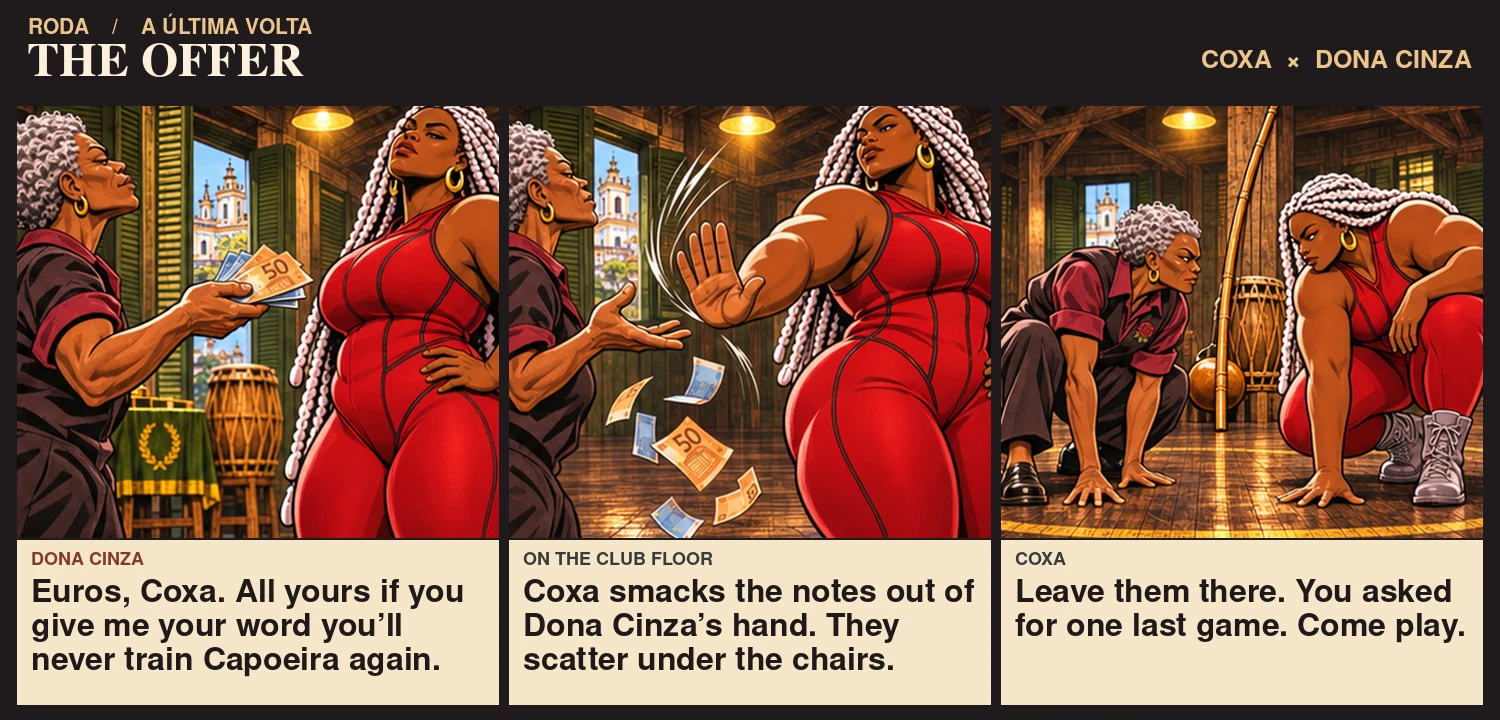 RODA / A ÚLTIMA VOLTA
THE OFFER
COXA × DONA CINZA
50
50
DONA CINZA
Euros, Coxa. All yours if you
give me your word you’ll
never train Capoeira again.
ON THE CLUB FLOOR
Coxa smacks the notes out of
Dona Cinza’s hand. They
scatter under the chairs.
COXA
Leave them there. You asked
for one last game. Come play.